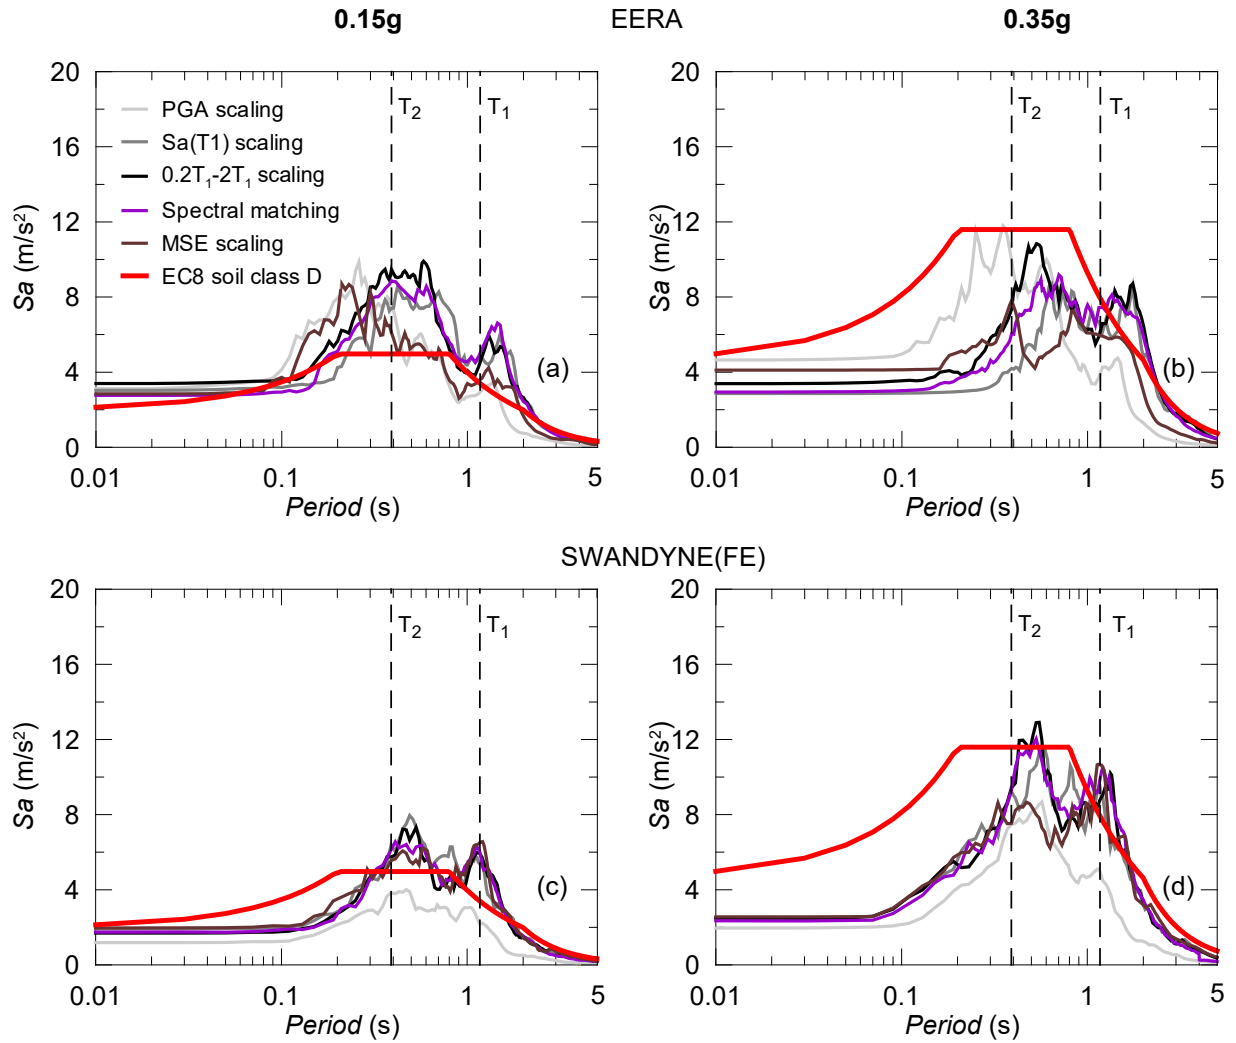 0.15g EERA 0.35g
20
16
12
8
4
0
Sa (m/s²)
PGA scaling
Sa(T1) scaling
0.2T₁-2T₁ scaling
Spectral matching
MSE scaling
EC8 soil class D
T₂ T₁
(a)
0.01 0.1 1 5
Period (s)
20
16
12
8
4
0
Sa (m/s²)
T₂ T₁
(b)
0.01 0.1 1 5
Period (s)
SWANDYNE(FE)
20
16
12
8
4
0
Sa (m/s²)
T₂ T₁
(c)
0.01 0.1 1 5
Period (s)
20
16
12
8
4
0
Sa (m/s²)
T₂ T₁
(d)
0.01 0.1 1 5
Period (s)